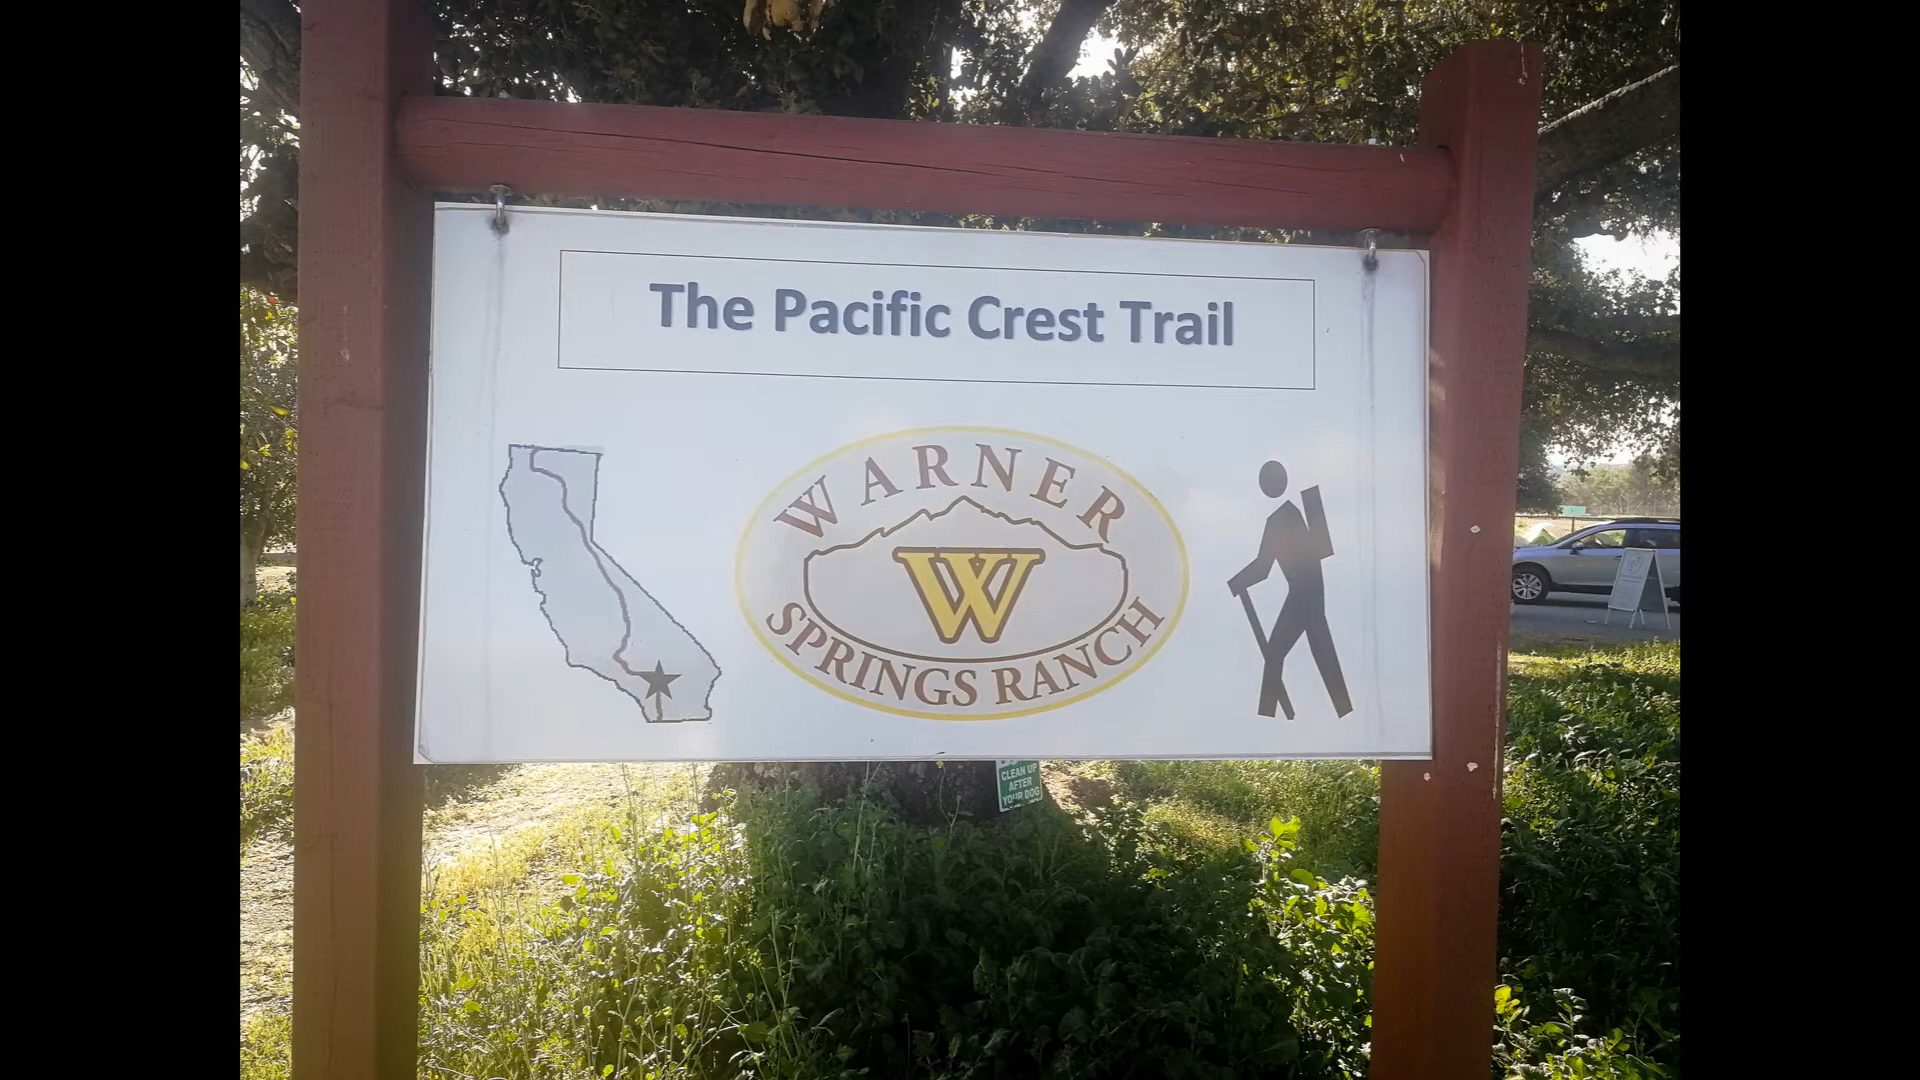 The Pacific Crest Trail
WARNER
W
SPRINGS RANCH
CLEAN UP
AFTER
YOUR DOG